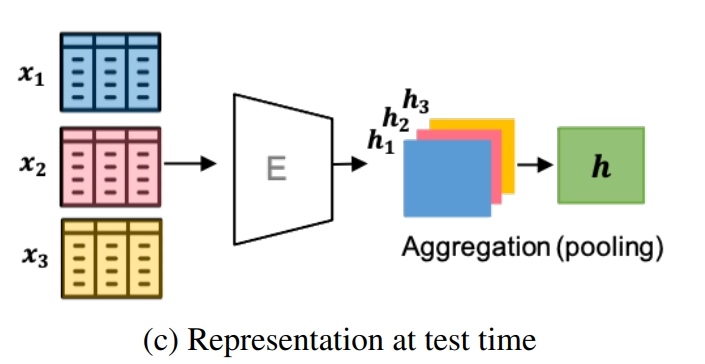 x₁
x₂
x₃
E
h₁
h₂
h₃
h
Aggregation (pooling)
(c) Representation at test time